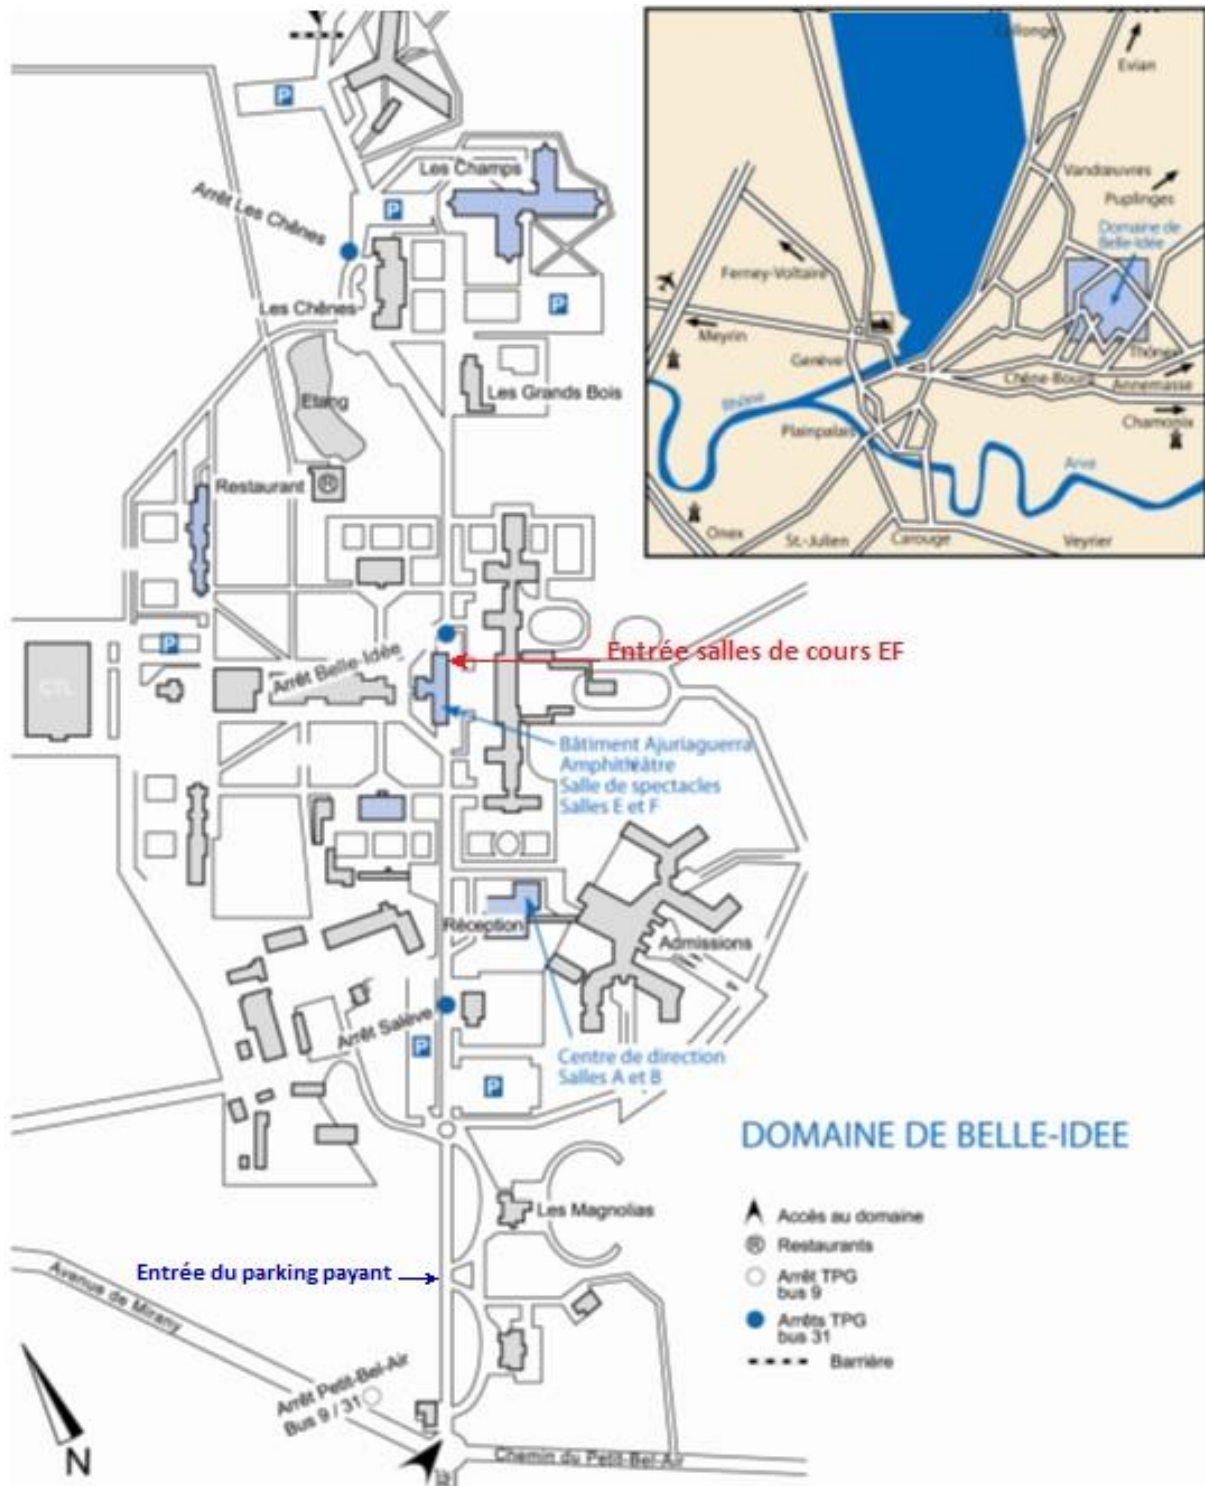 P
Les Champs
Arrêt Les Chênes
P
Les Chênes
P
Etang
Les Grands Bois
Restaurant
R
P
Arrêt Belle-Idée
CTL
Entrée salles de cours EF
Bâtiment Ajuriaguerra
Amphithéâtre
Salle de spectacles
Salles E et F
Réception
Admissions
Arrêt Salève
P
P
Centre de direction
Salles A et B
Les Magnolias
Entrée du parking payant
Avenue de Mirany
Arrêt Petit-Bel-Air
Bus 9 / 31
Chemin du Petit-Bel-Air
N
Collonge
Evian
Vandœuvres
Puplinges
Domaine de
Belle-Idée
Ferney-Voltaire
Meyrin
Genève
Thônex
Chêne-Bourg
Annemasse
Rhône
Chamonix
Plainpalais
Arve
Onex
St.-Julien
Carouge
Veyrier
DOMAINE DE BELLE-IDEE
Accès au domaine
R Restaurants
Arrêt TPG
bus 9
Arrêts TPG
bus 31
Barrière